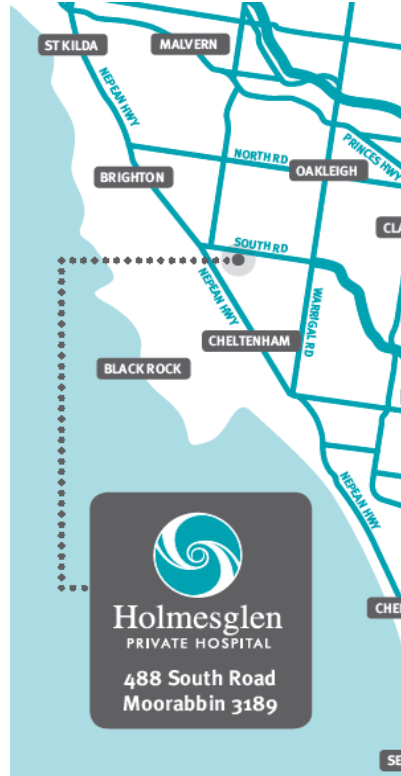 ST KILDA
MALVERN
NEPEAN HWY
PRINCES HWY
NORTH RD
OAKLEIGH
BRIGHTON
SOUTH RD
NEPEAN HWY
WARRIGAL RD
CHELTENHAM
BLACK ROCK
NEPEAN HWY
Holmesglen
PRIVATE HOSPITAL
488 South Road
Moorabbin 3189